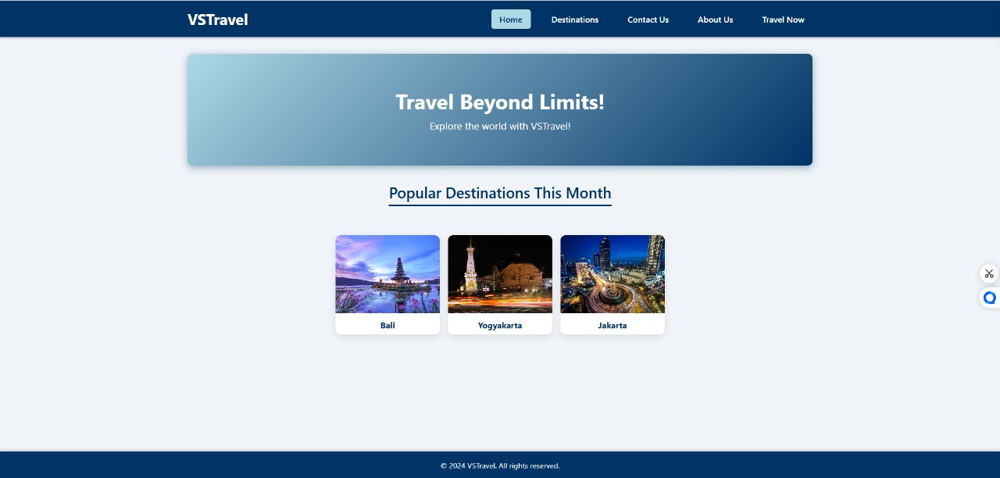 VSTravel
Home Destinations Contact Us About Us Travel Now
Travel Beyond Limits!
Explore the world with VSTravel!
Popular Destinations This Month
Bali Yogyakarta Jakarta
© 2024 VSTravel. All rights reserved.